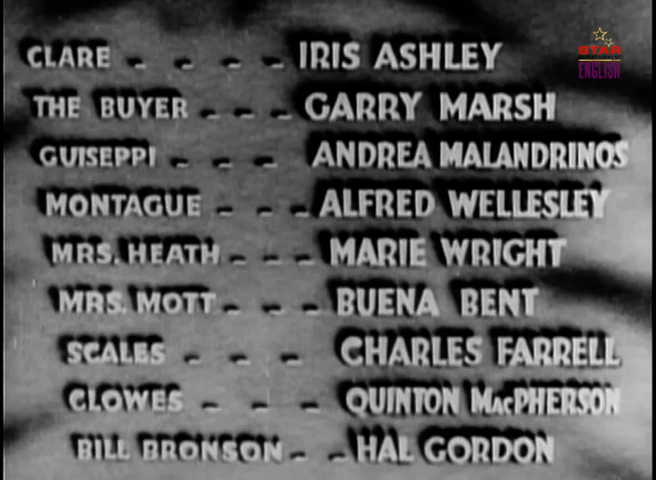 CLARE - - - - IRIS ASHLEY
STAR
ENGLISH
THE BUYER - - - GARRY MARSH
GUISEPPI - - - ANDREA MALANDRINOS
MONTAGUE - - - ALFRED WELLESLEY
MRS. HEATH - - - MARIE WRIGHT
MRS. MOTT - - - BUENA BENT
SCALES - - - CHARLES FARRELL
CLOWES - - - QUINTON MACPHERSON
BILL BRONSON - - HAL GORDON